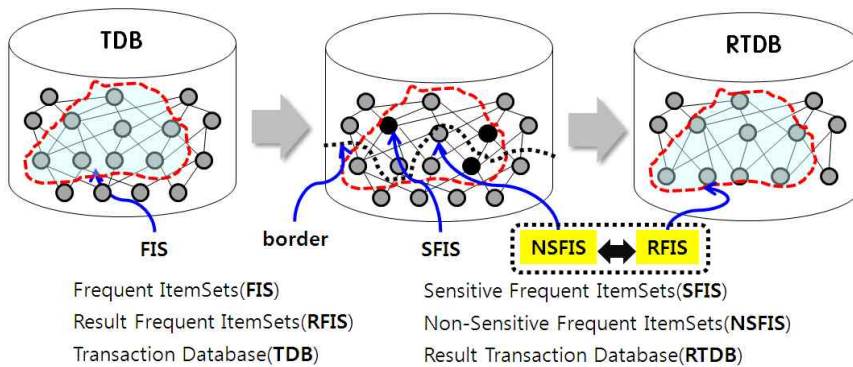 TDB
RTDB
FIS
border
SFIS
NSFIS
RFIS
Frequent ItemSets(FIS)
Result Frequent ItemSets(RFIS)
Transaction Database(TDB)
Sensitive Frequent ItemSets(SFIS)
Non-Sensitive Frequent ItemSets(NSFIS)
Result Transaction Database(RTDB)